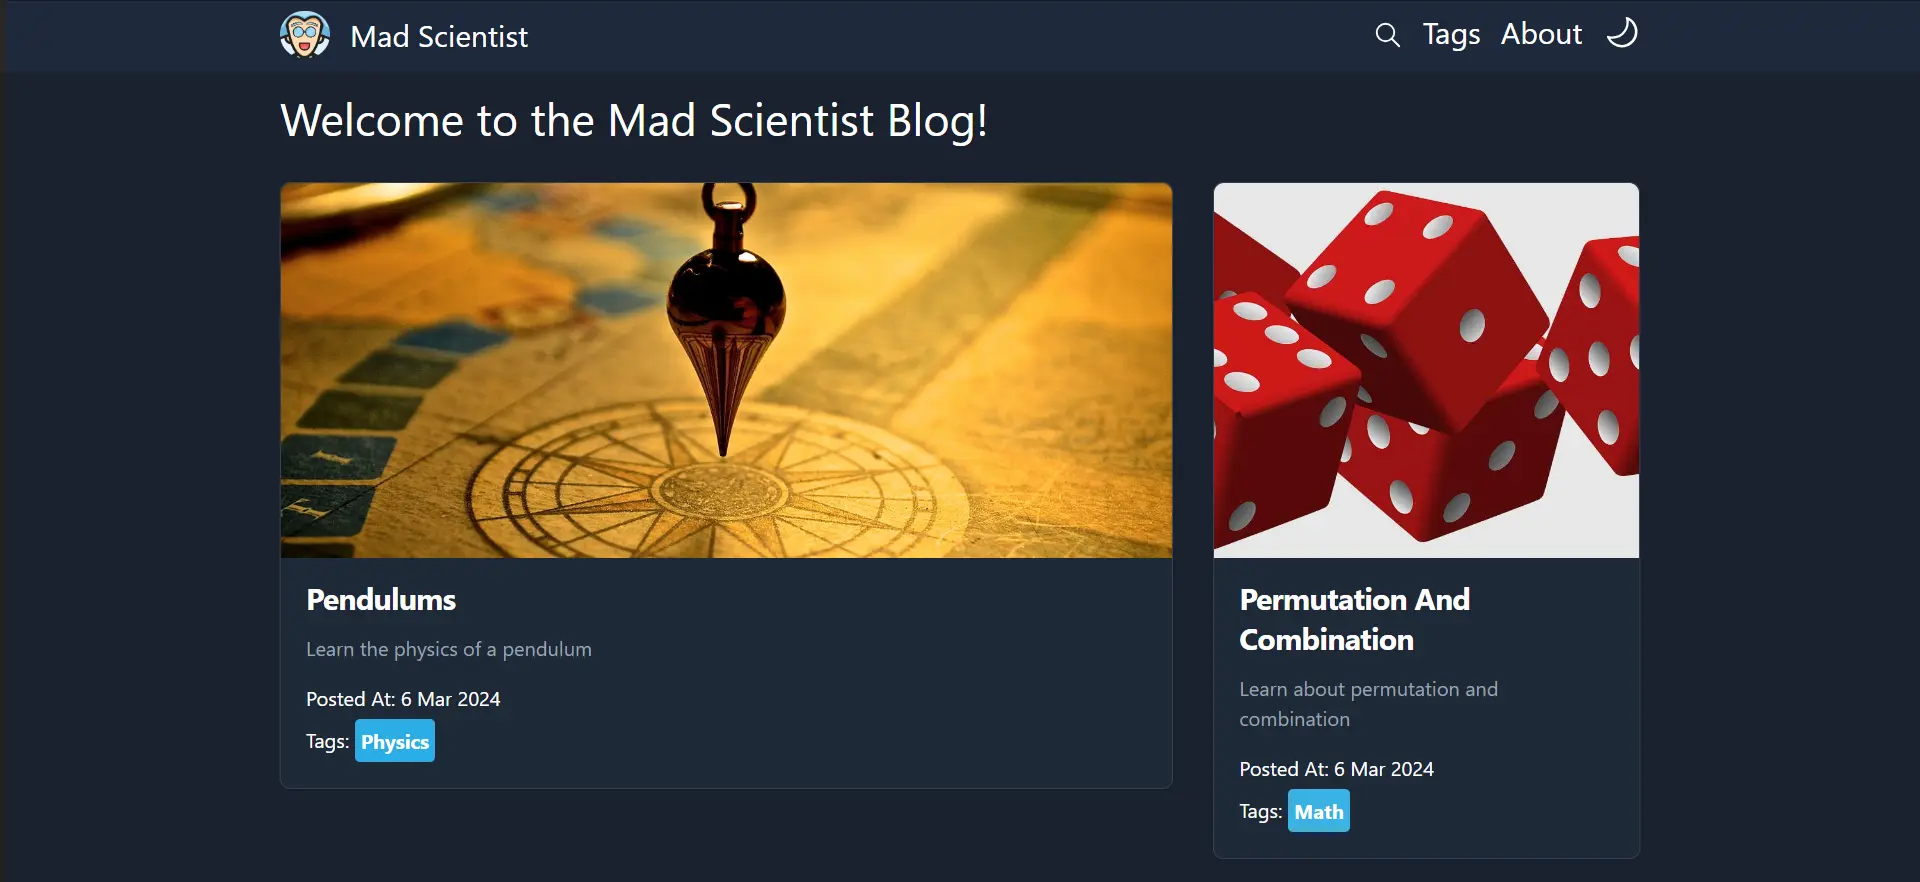 Mad Scientist
Tags
About
Welcome to the Mad Scientist Blog!
Pendulums
Learn the physics of a pendulum
Posted At: 6 Mar 2024
Tags: Physics
Permutation And
Combination
Learn about permutation and
combination
Posted At: 6 Mar 2024
Tags: Math